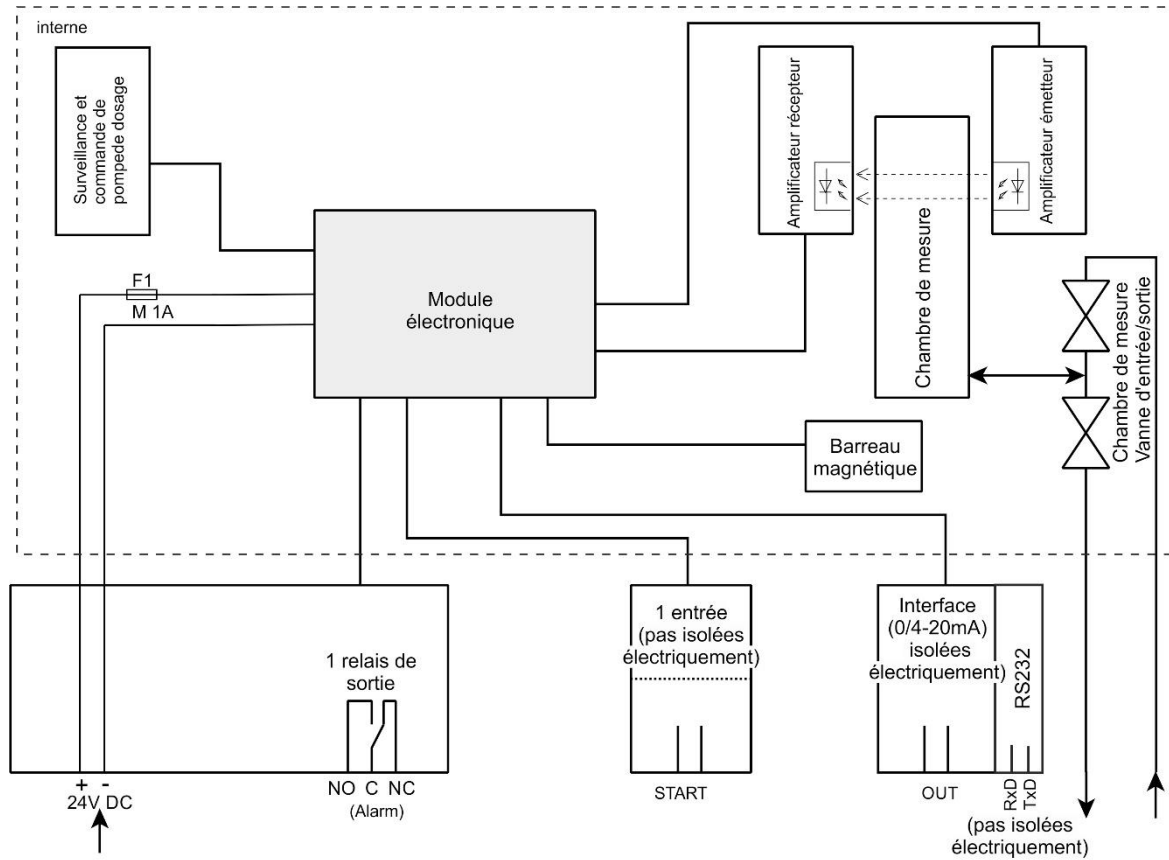 interne
Surveillance et
commande de
pompede dosage
Amplificateur récepteur
Amplificateur émetteur
Chambre de mesure
F1
M 1A
Module
électronique
Chambre de mesure
Vanne d'entrée/sortie
Barreau
magnétique
1 relais de
sortie
1 entrée
(pas isolées
électriquement)
Interface
(0/4-20mA)
isolées
électriquement)
RS232
+ -
24V DC
NO C NC
(Alarm)
START
OUT
RxD
TxD
(pas isolées
électriquement)